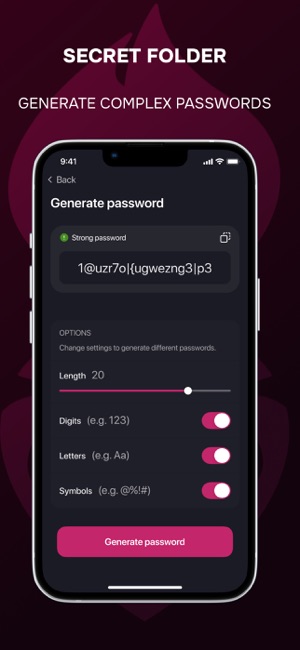 SECRET FOLDER
GENERATE COMPLEX PASSWORDS
9:41
Back
Generate password
Strong password
1@uzr7o|{ugwezng3|p3
OPTIONS
Change settings to generate different passwords.
Length 20
Digits (e.g. 123)
Letters (e.g. Aa)
Symbols (e.g. @%!#)
Generate password